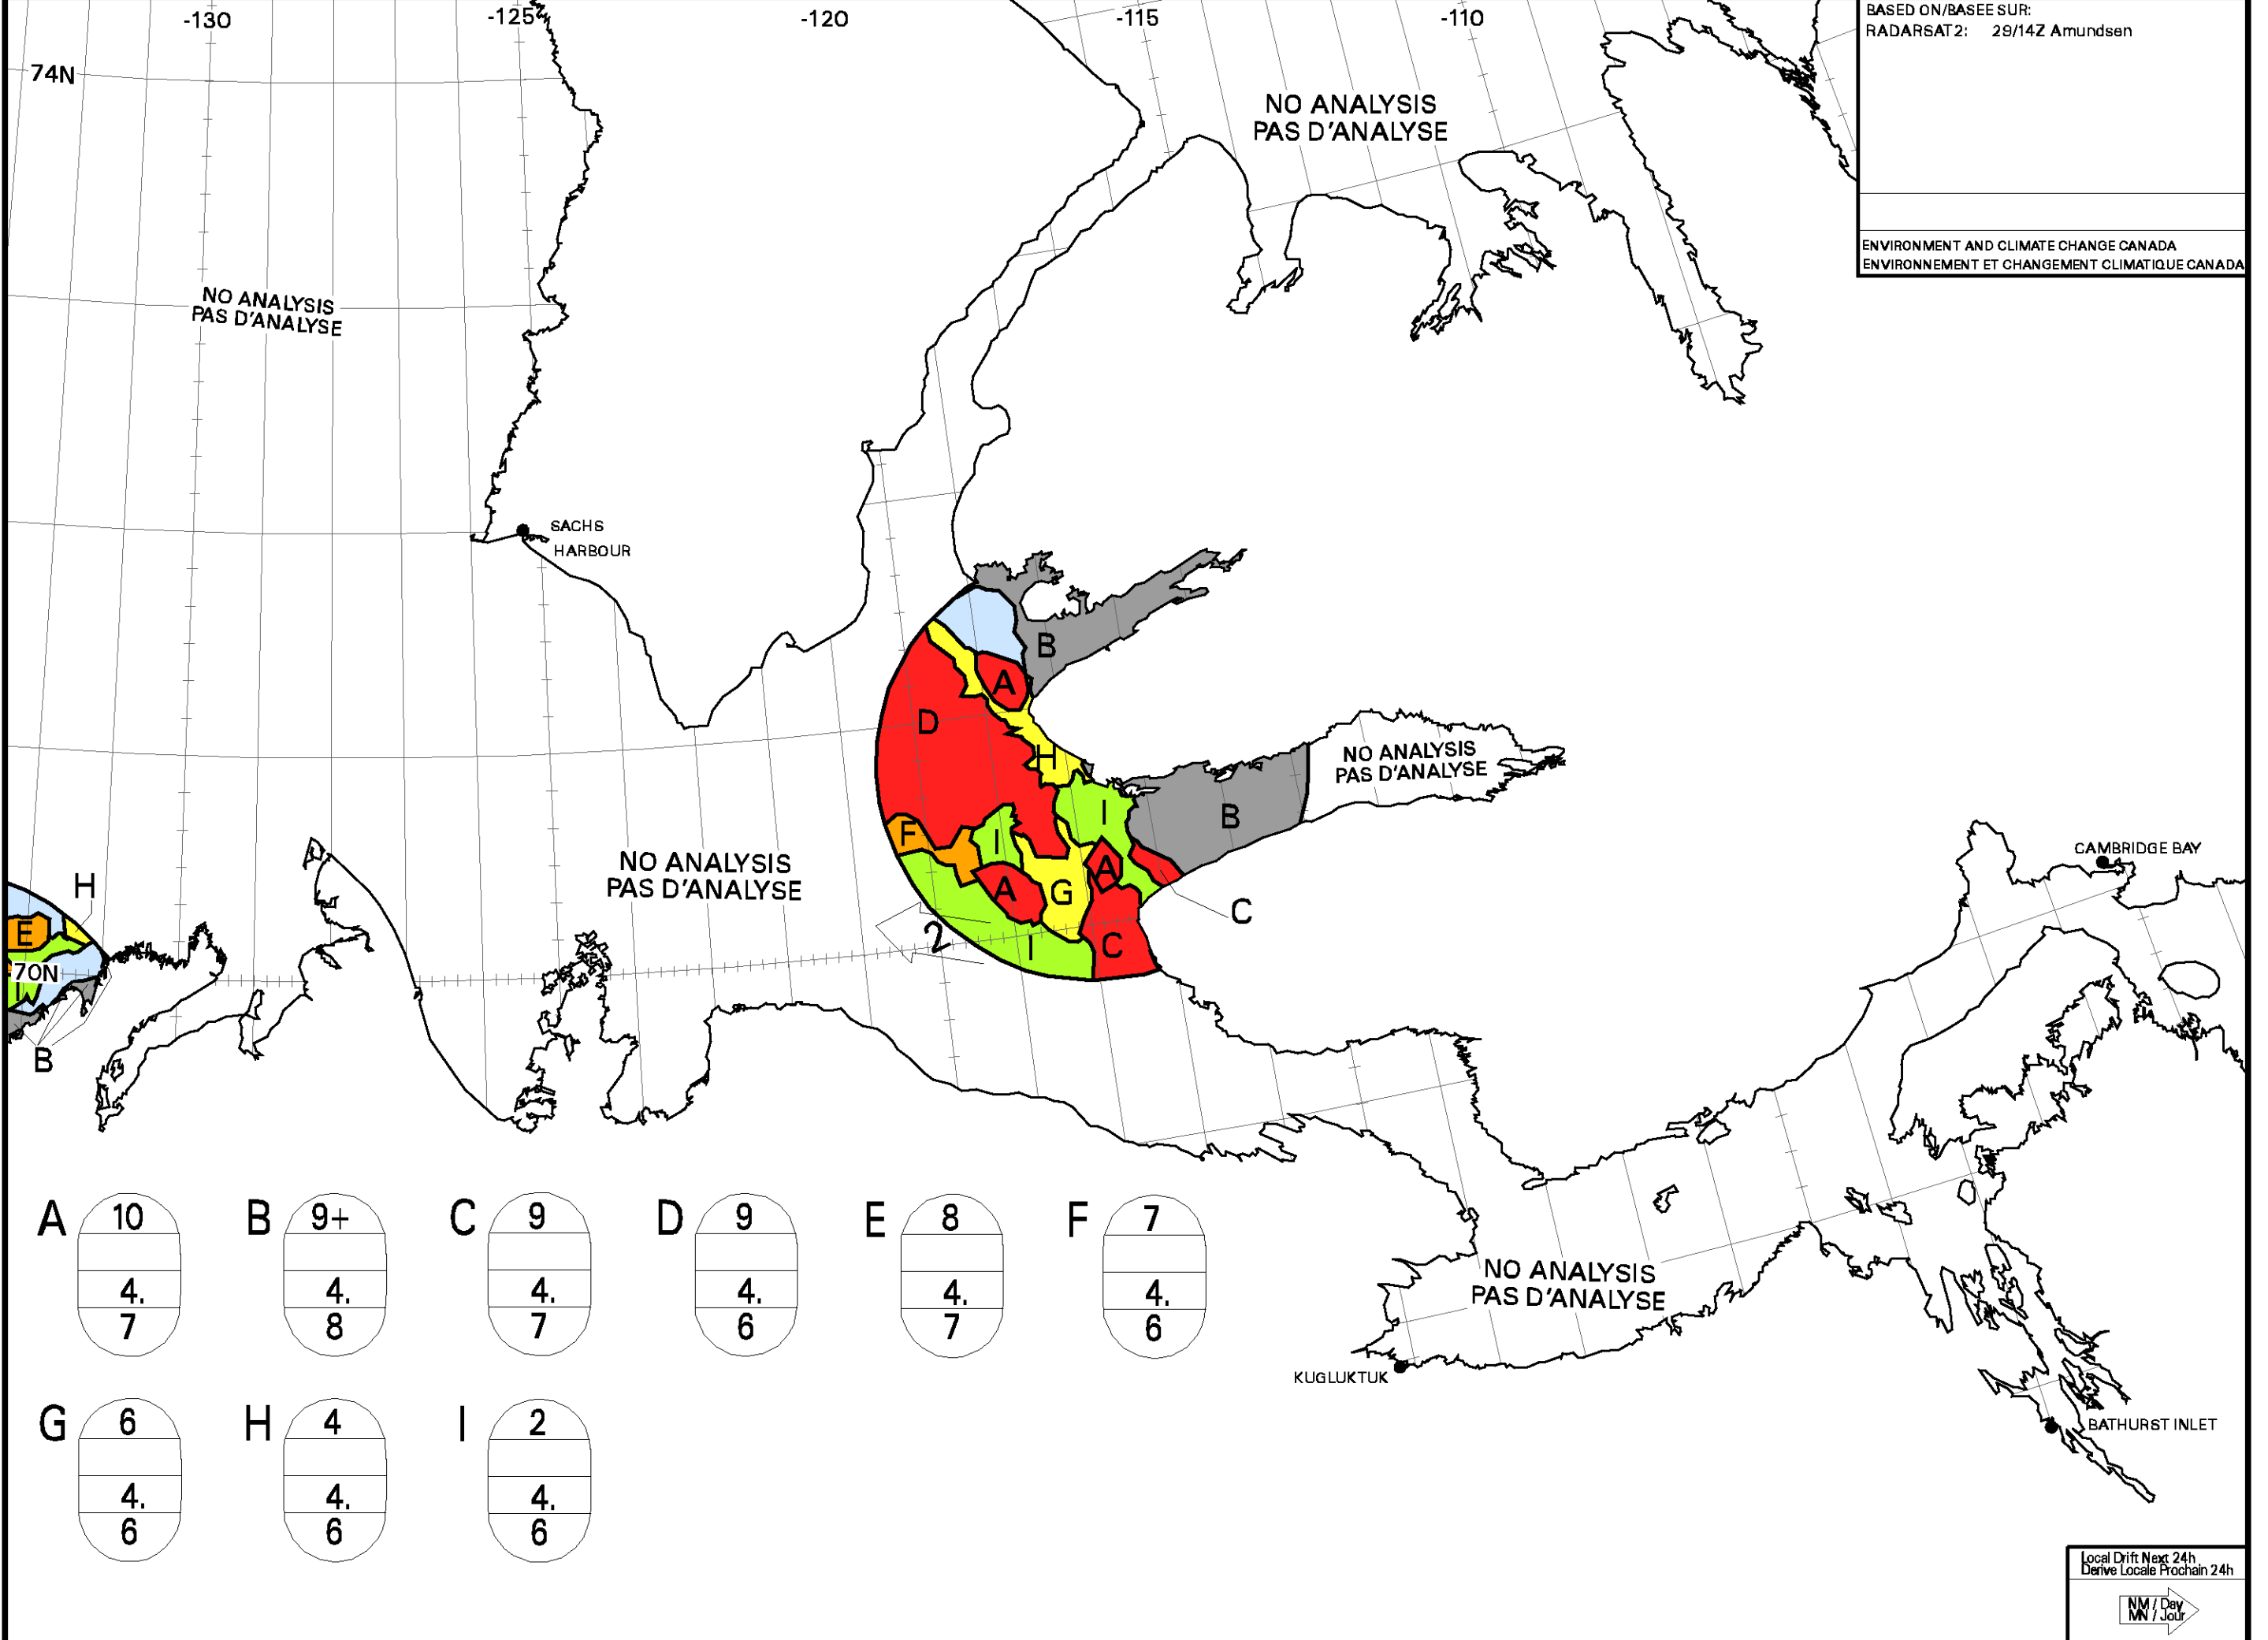 -130
-125
-120
-115
-110
BASED ON/BASEE SUR:
RADARSAT2: 29/14Z Amundsen
74N
NO ANALYSIS
PAS D'ANALYSE
ENVIRONMENT AND CLIMATE CHANGE CANADA
ENVIRONNEMENT ET CHANGEMENT CLIMATIQUE CANADA
NO ANALYSIS
PAS D'ANALYSE
SACHS
HARBOUR
B
A
D
H
NO ANALYSIS
PAS D'ANALYSE
I
B
F
I
NO ANALYSIS
PAS D'ANALYSE
CAMBRIDGE BAY
A
H
A
G
C
E
2
I
C
70N
I
B
A
10
4.
7
B
9+
4.
8
C
9
4.
7
D
9
4.
6
E
8
4.
7
F
7
4.
6
NO ANALYSIS
PAS D'ANALYSE
KUGLUKTUK
G
6
4.
6
H
4
4.
6
I
2
4.
6
BATHURST INLET
Local Drift Next 24h
Derive Locale Prochain 24h
NM / Day
MN / Jour